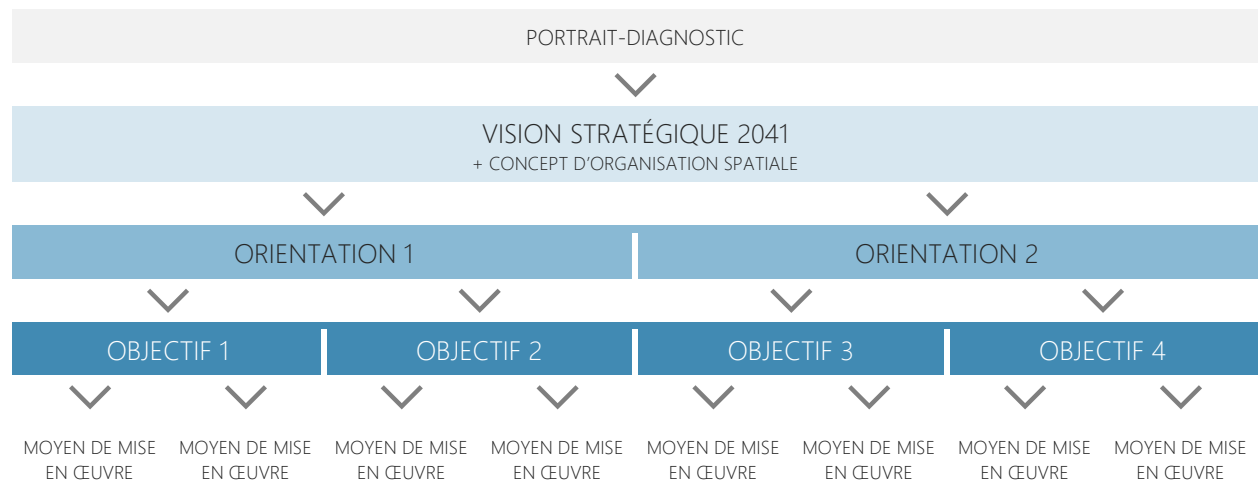 PORTRAIT-DIAGNOSTIC
VISION STRATÉGIQUE 2041
+ CONCEPT D'ORGANISATION SPATIALE
ORIENTATION 1
ORIENTATION 2
OBJECTIF 1
OBJECTIF 2
OBJECTIF 3
OBJECTIF 4
MOYEN DE MISE
EN ŒUVRE
MOYEN DE MISE
EN ŒUVRE
MOYEN DE MISE
EN ŒUVRE
MOYEN DE MISE
EN ŒUVRE
MOYEN DE MISE
EN ŒUVRE
MOYEN DE MISE
EN ŒUVRE
MOYEN DE MISE
EN ŒUVRE
MOYEN DE MISE
EN ŒUVRE